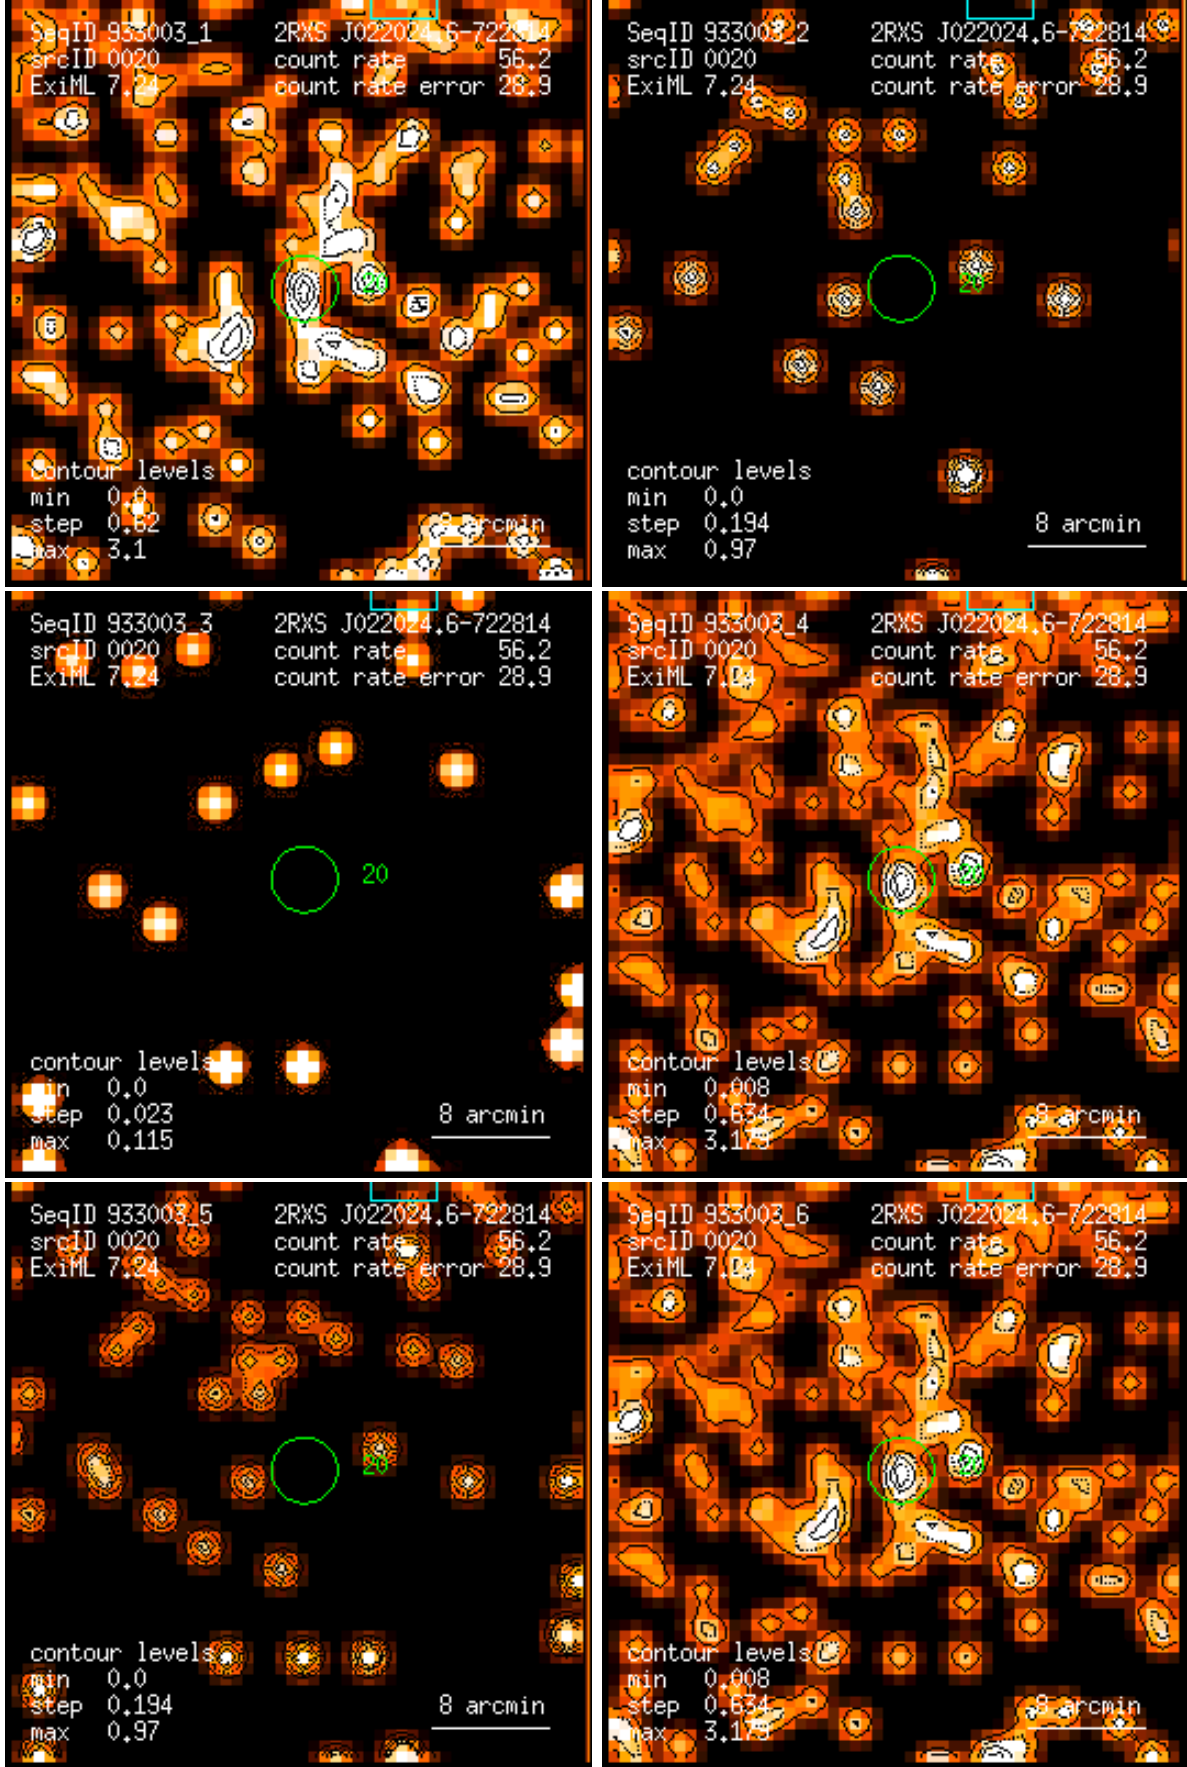 SeqID 933003_1 2RXS J022024.6-722814
srcID 0020 count rate 56.2
ExiML 7.24 count rate error 28.9
20
contour levels
min 0.0
step 0.62
max 3.1
8 arcmin
SeqID 933003_2 2RXS J022024.6-722814
srcID 0020 count rate 56.2
ExiML 7.24 count rate error 28.9
20
contour levels
min 0.0
step 0.194
max 0.97
8 arcmin
SeqID 933003_3 2RXS J022024.6-722814
srcID 0020 count rate 56.2
ExiML 7.24 count rate error 28.9
20
contour levels
min 0.0
step 0.023
max 0.115
8 arcmin
SeqID 933003_4 2RXS J022024.6-722814
srcID 0020 count rate 56.2
ExiML 7.24 count rate error 28.9
20
contour levels
min 0.008
step 0.634
max 3.179
8 arcmin
SeqID 933003_5 2RXS J022024.6-722814
srcID 0020 count rate 56.2
ExiML 7.24 count rate error 28.9
20
contour levels
min 0.0
step 0.194
max 0.97
8 arcmin
SeqID 933003_6 2RXS J022024.6-722814
srcID 0020 count rate 56.2
ExiML 7.24 count rate error 28.9
20
contour levels
min 0.008
step 0.634
max 3.179
8 arcmin